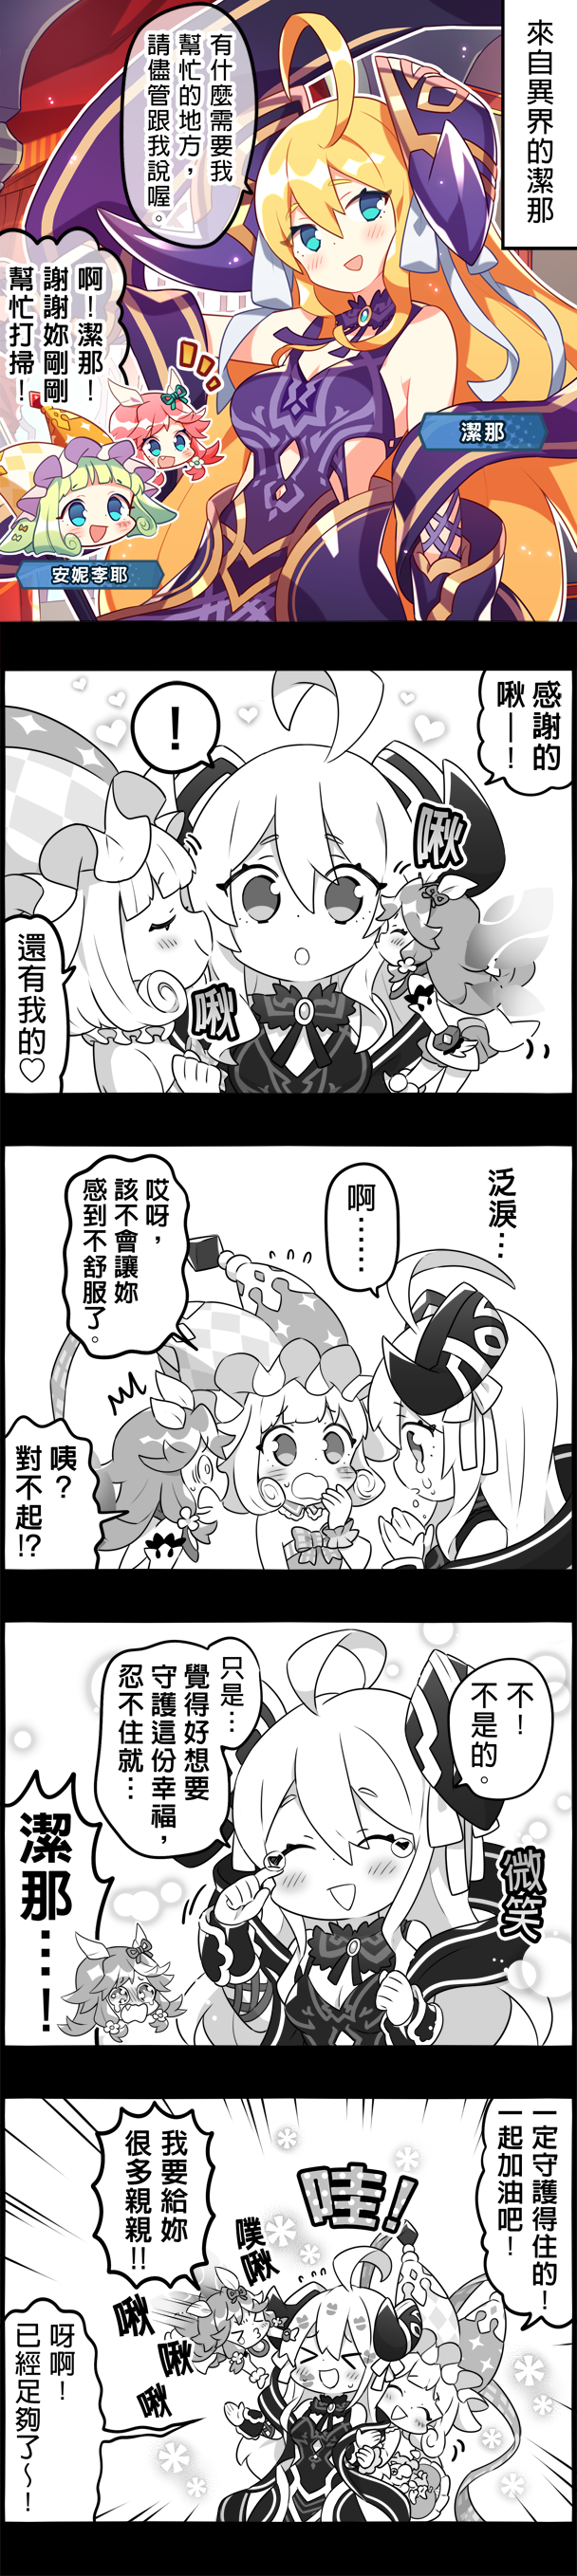 來自異界的潔那
有什麼需要我
幫忙的地方，
請儘管跟我說喔。
啊！潔那！
謝謝妳剛剛
幫忙打掃！
潔那
安妮李耶
感謝的
啾—！
！
啾
啾
還有我的♡
泛淚…
啊……
哎呀，
該不會讓妳
感到不舒服了。
咦？
對不起!?
不！
不是的。
只是…
覺得好想要
守護這份幸福，
忍不住就…
微笑
潔那…！
一定守護得住的！
一起加油吧！
哇！
我要給妳
很多親親!!
噗啾
啾
啾
啾
呀啊！
已經足夠了～！